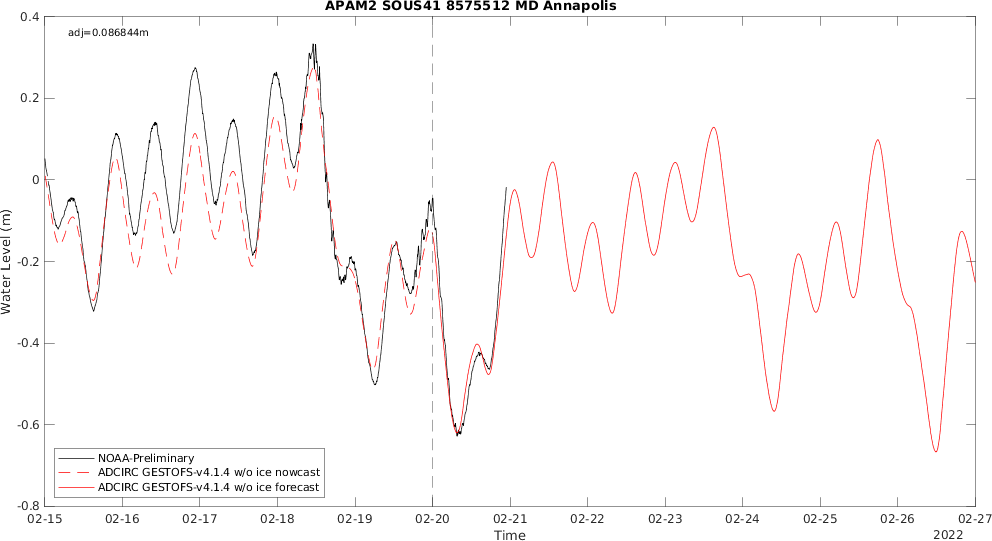 APAM2 SOUS41 8575512 MD Annapolis
adj=0.086844m
0.4
0.2
0
-0.2
-0.4
-0.6
-0.8
Water Level (m)
NOAA-Preliminary
ADCIRC GESTOFS-v4.1.4 w/o ice nowcast
ADCIRC GESTOFS-v4.1.4 w/o ice forecast
02-15 02-16 02-17 02-18 02-19 02-20 02-21 02-22 02-23 02-24 02-25 02-26 02-27
Time
2022